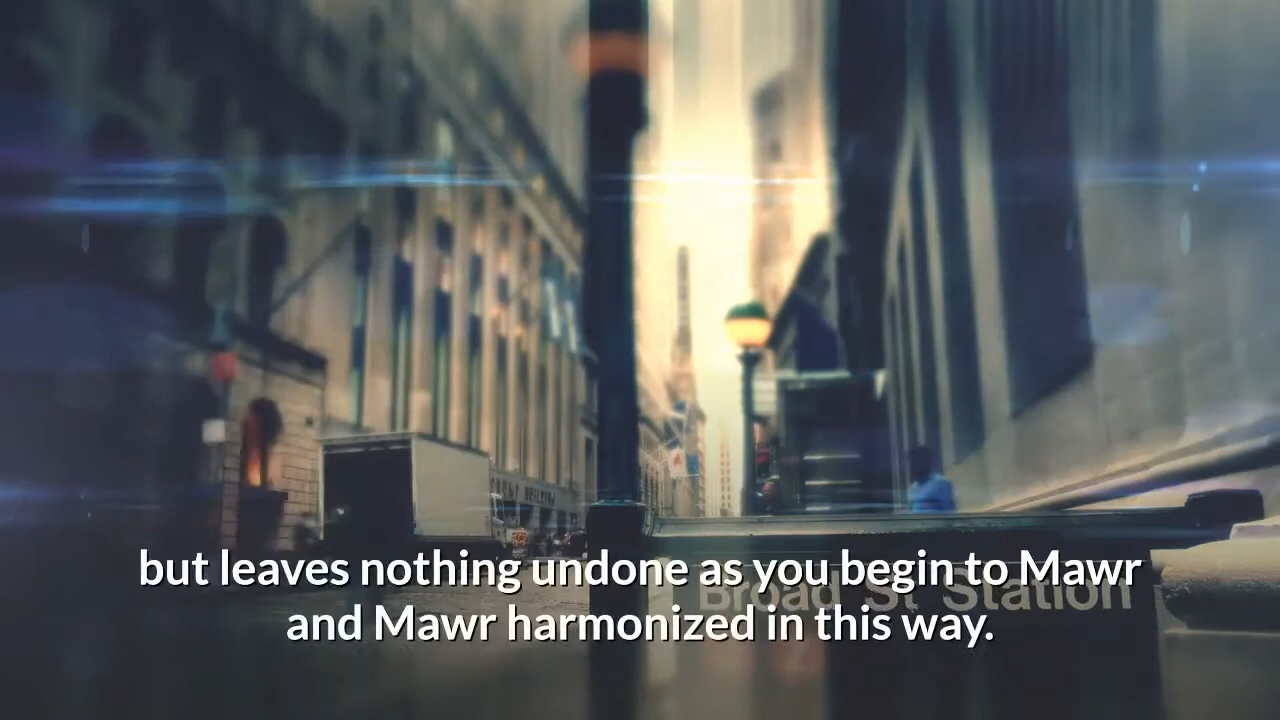 but leaves nothing undone as you begin to Mawr
and Mawr harmonized in this way.
Broad St Station